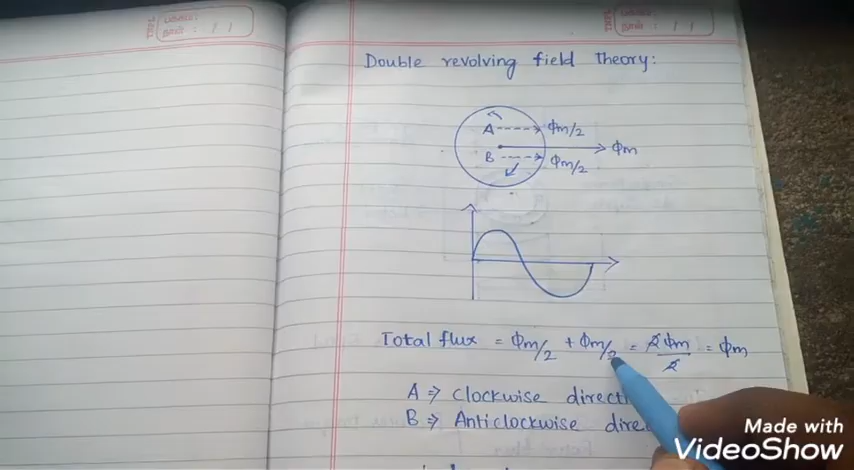 Double revolving field theory:
A Φm/2
Φm
B Φm/2
Total flux = Φm/2 + Φm/2 = 2Φm/2 = Φm
A ⇒ Clockwise
B ⇒ Anticlockwise
Made with
VideoShow